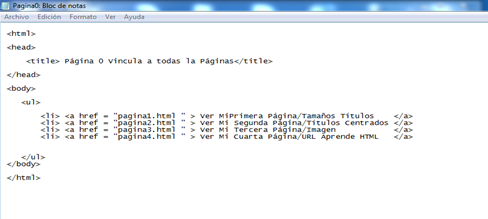 Pagina0: Bloc de notas
Archivo Edición Formato Ver Ayuda
<html>
<head>
<title> Página 0 Vincula a todas la Páginas</title>
</head>
<body>
<ul>
<li> <a href = "pagina1.html " > Ver MiPrimera Página/Tamaños Títulos </a>
<li> <a href = "pagina2.html " > Ver Mi Segunda Página/Títulos Centrados </a>
<li> <a href = "pagina3.html " > Ver Mi Tercera Página/Imagen </a>
<li> <a href = "pagina4.html " > Ver Mi Cuarta Página/URL Aprende HTML </a>
</ul>
</body>
</html>